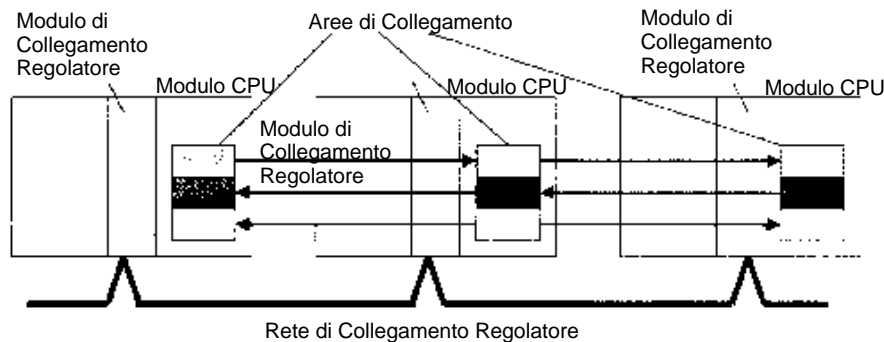 Modulo di
Collegamento
Regolatore
Aree di Collegamento
Modulo di
Collegamento
Regolatore
Modulo CPU
Modulo CPU
Modulo CPU
Modulo di
Collegamento
Regolatore
Rete di Collegamento Regolatore